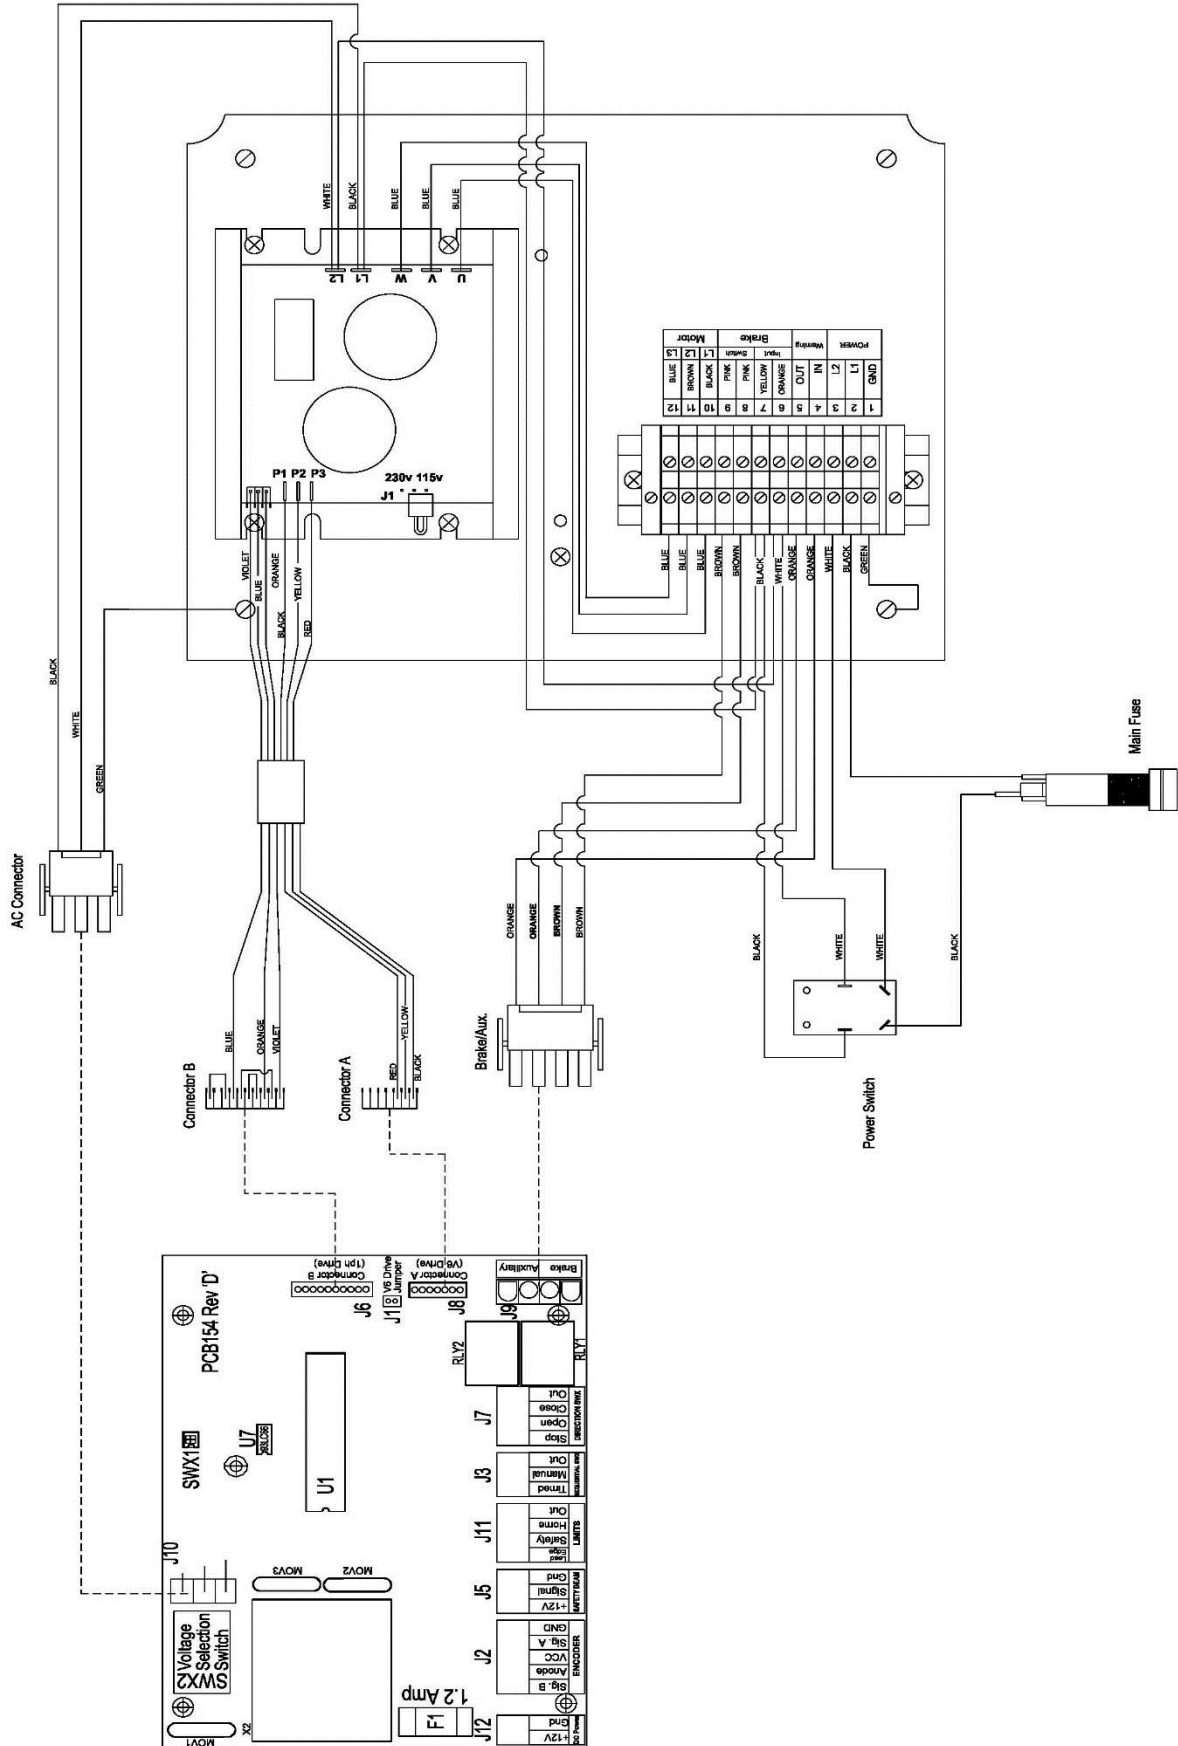 BLACK
WHITE
GREEN
AC Connector
WHITE
BLACK
BLUE
BLUE
BLUE
L2
L1
W
V
U
P1 P2 P3
230v 115v
J1
VIOLET
BLUE
ORANGE
BLACK
YELLOW
RED
Motor
Brake
Warning
POWER
Switch
Input
L3
L2
L1
BLUE
BROWN
BLACK
PINK
PINK
YELLOW
ORANGE
OUT
IN
L2
L1
GND
12
11
10
9
8
7
6
5
4
3
2
1
BLUE
BLUE
BLUE
BROWN
BROWN
BLACK
WHITE
ORANGE
ORANGE
WHITE
BLACK
GREEN
Main Fuse
ORANGE
ORANGE
BROWN
BROWN
BLACK
WHITE
WHITE
BLACK
Brake/Aux.
Power Switch
BLUE
ORANGE
VIOLET
Connector B
RED
YELLOW
BLACK
Connector A
PCB154 Rev 'D'
SWX1
U7
93LC66
U1
J10
SWX2 Voltage
Selection
Switch
MOV1
MOV2
MOV3
X2
F1
1.2 Amp
J6
Connector B
(1ph Drive)
J1
V6 Drive
Jumper
J8
Connector A
(V6 Drive)
J9
Brake Auxiliary
RLY2
RLY1
J7
Stop
Open
Close
Out
DIRECTION SWX
J3
Timed
Manual
Out
J11
Lead
Edge
Safety
Home
Out
LIMITS
J5
+12V
Signal
Gnd
SAFETY BEAM
J2
Sig. B
Anode
VCC
Sig. A
GND
ENCODER
J12
+12V
Gnd
DC Power